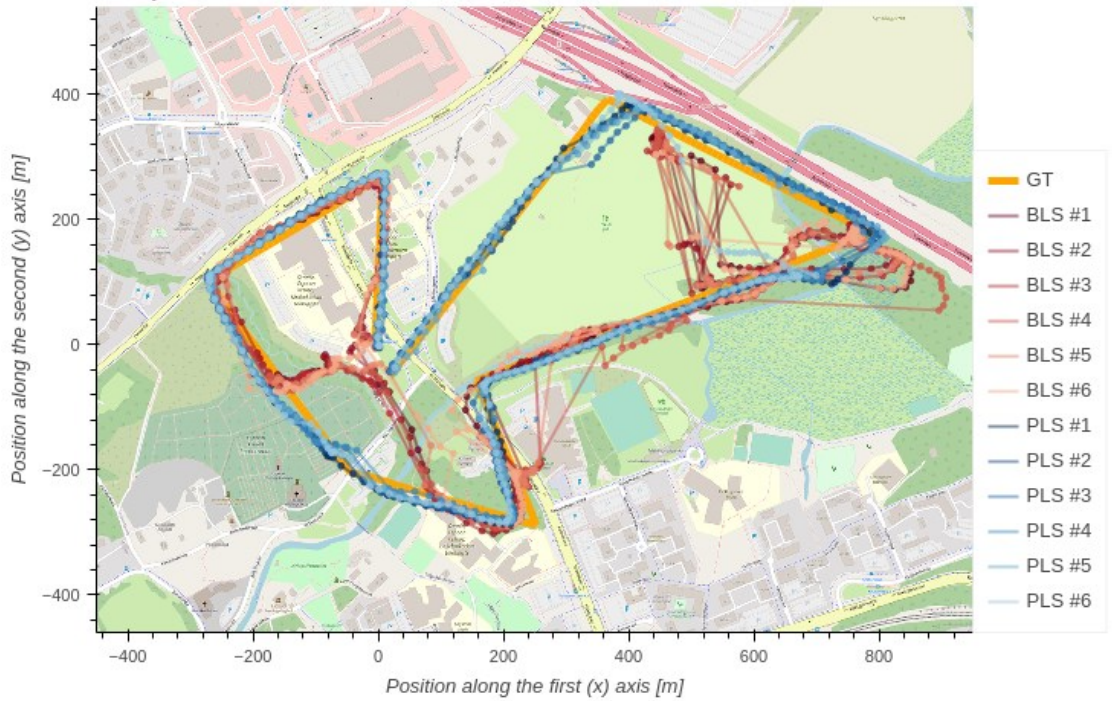 400
200
0
−200
−400
Position along the second (y) axis [m]
−400
−200
0
200
400
600
800
Position along the first (x) axis [m]
GT
BLS #1
BLS #2
BLS #3
BLS #4
BLS #5
BLS #6
PLS #1
PLS #2
PLS #3
PLS #4
PLS #5
PLS #6